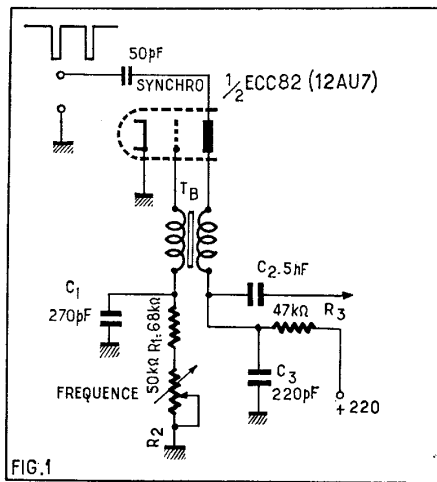 50pF
SYNCHRO
1/2 ECC82 (12AU7)
TB
C1
270pF
C2.5nF
47kΩ
R3
R1=68kΩ
50kΩ
FREQUENCE
R2
C3
220pF
+220
FIG.1